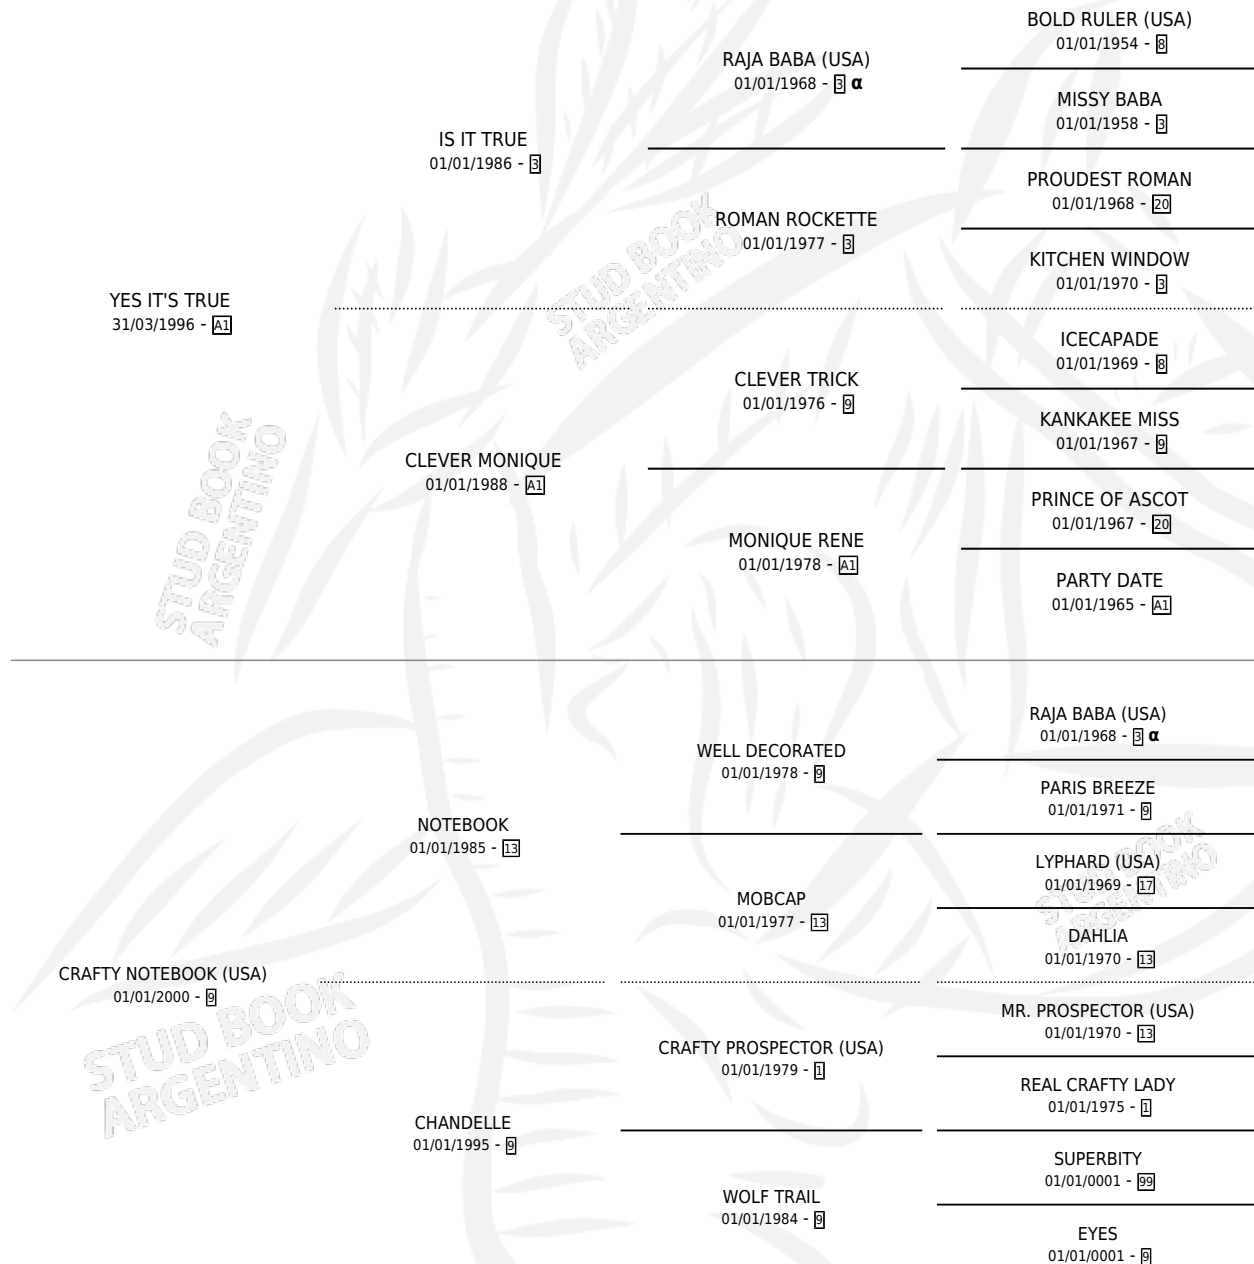 BOLD RULER (USA)
01/01/1954 - 8
RAJA BABA (USA)
01/01/1968 - 3 α
MISSY BABA
01/01/1958 - 3
IS IT TRUE
01/01/1986 - 3
PROUDEST ROMAN
01/01/1968 - 20
ROMAN ROCKETTE
01/01/1977 - 3
KITCHEN WINDOW
01/01/1970 - 3
YES IT'S TRUE
31/03/1996 - A1
STUD BOOK
ARGENTINO
ICECAPADE
01/01/1969 - 8
CLEVER TRICK
01/01/1976 - 9
KANKAKEE MISS
01/01/1967 - 9
CLEVER MONIQUE
01/01/1988 - A1
PRINCE OF ASCOT
01/01/1967 - 20
MONIQUE RENE
01/01/1978 - A1
PARTY DATE
01/01/1965 - A1
STUD BOOK
ARGENTINO
RAJA BABA (USA)
01/01/1968 - 3 α
WELL DECORATED
01/01/1978 - 9
PARIS BREEZE
01/01/1971 - 9
NOTEBOOK
01/01/1985 - 13
LYPHARD (USA)
01/01/1969 - 17
MOBCAP
01/01/1977 - 13
DAHLIA
01/01/1970 - 13
STUD BOOK
ARGENTINO
CRAFTY NOTEBOOK (USA)
01/01/2000 - 9
MR. PROSPECTOR (USA)
01/01/1970 - 13
CRAFTY PROSPECTOR (USA)
01/01/1979 - 1
REAL CRAFTY LADY
01/01/1975 - 1
CHANDELLE
01/01/1995 - 9
SUPERBITY
01/01/0001 - 99
WOLF TRAIL
01/01/1984 - 9
EYES
01/01/0001 - 9
STUD BOOK
ARGENTINO